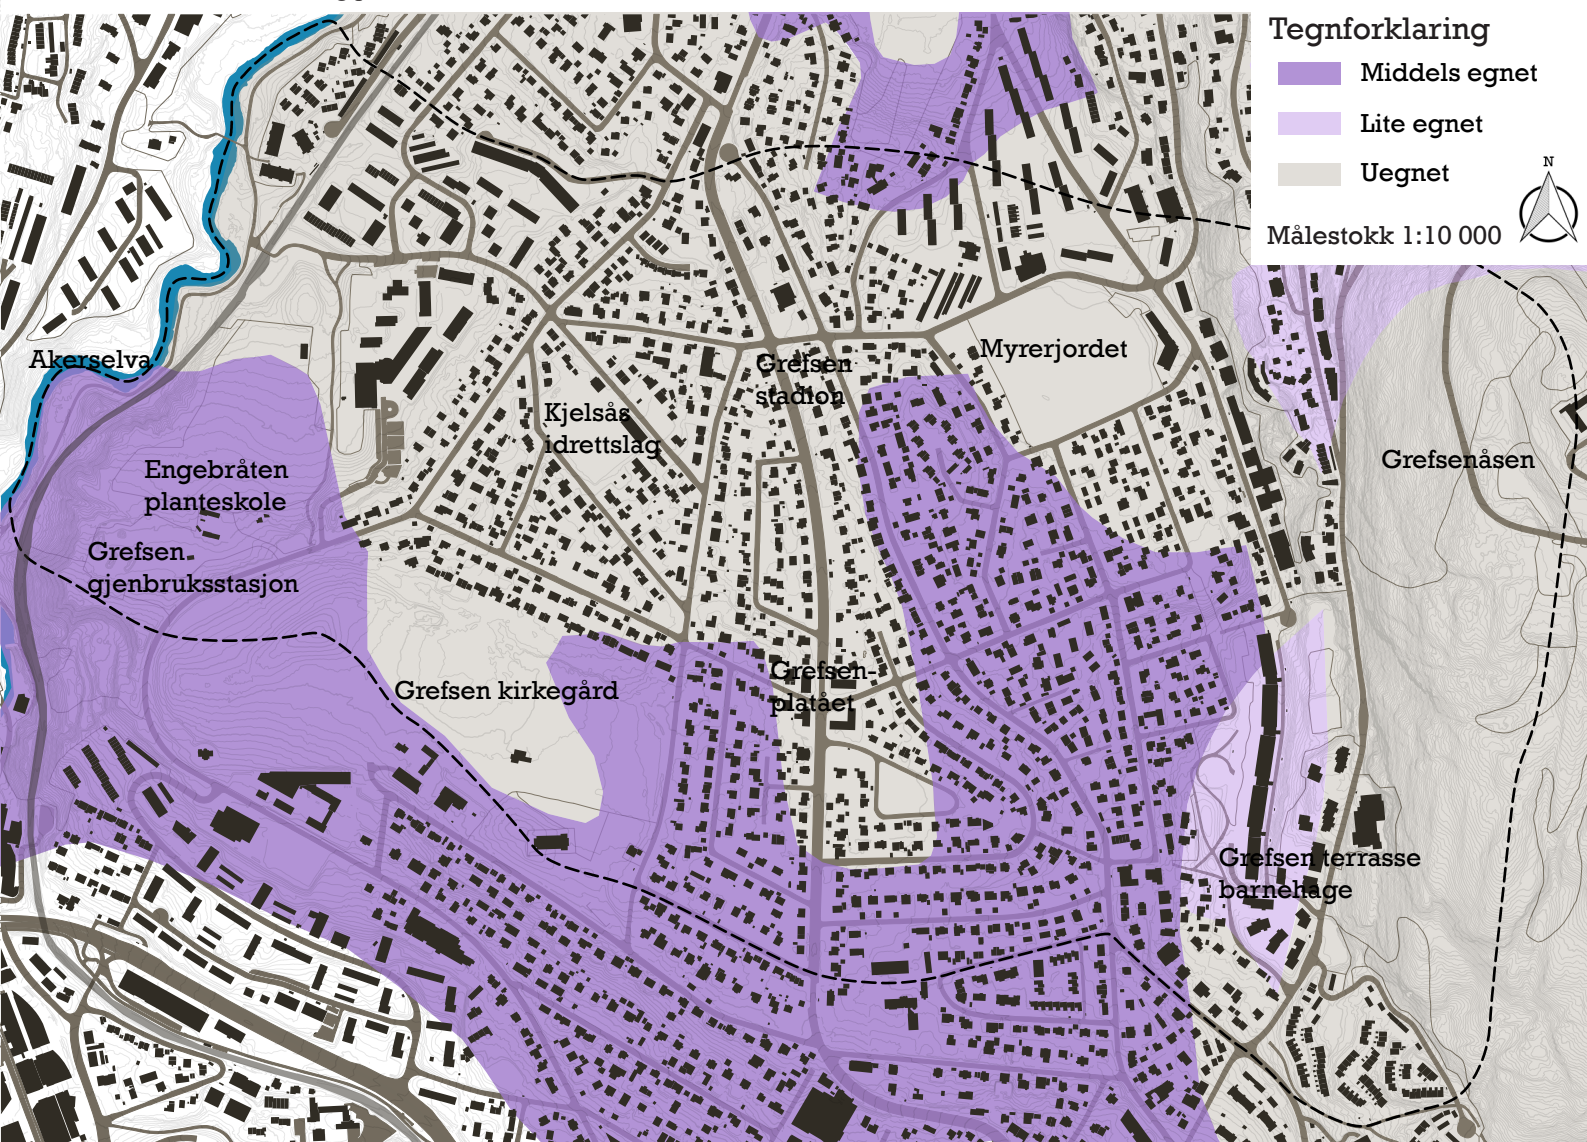 Tegnforklaring
Middels egnet
Lite egnet
Uegnet
N
Målestokk 1:10 000
Akerselva
Grefsen
stadion
Myrerjordet
Kjelsås
idrettslag
Engebråten
planteskole
Grefsenåsen
Grefsen
gjenbruksstasjon
Grefsen kirkegård
Grefsen-
platået
Grefsen terrasse
barnehage